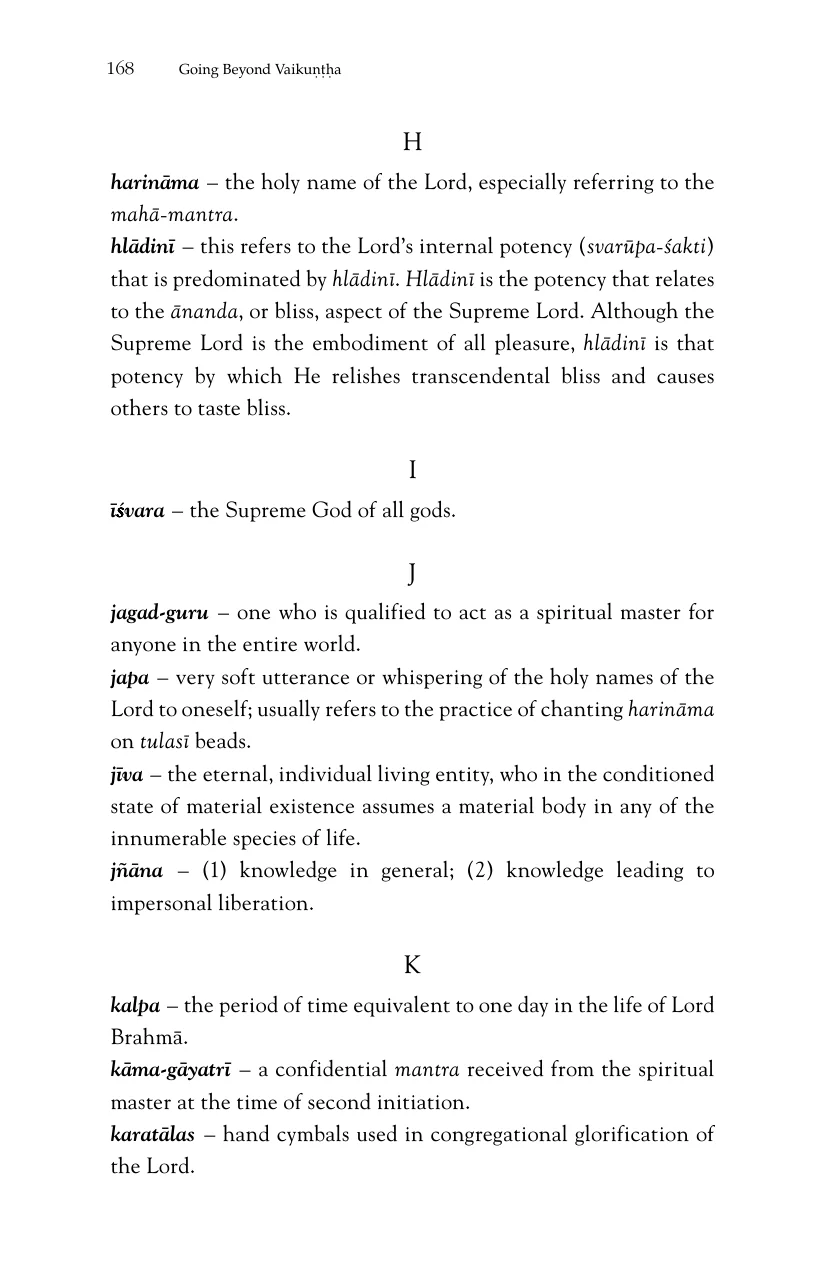 168 Going Beyond Vaikuṇṭha
H
harināma – the holy name of the Lord, especially referring to the
mahā-mantra.
hlādinī – this refers to the Lord’s internal potency (svarūpa-śakti)
that is predominated by hlādinī. Hlādinī is the potency that relates
to the ānanda, or bliss, aspect of the Supreme Lord. Although the
Supreme Lord is the embodiment of all pleasure, hlādinī is that
potency by which He relishes transcendental bliss and causes
others to taste bliss.
I
īśvara – the Supreme God of all gods.
J
jagad-guru – one who is qualified to act as a spiritual master for
anyone in the entire world.
japa – very soft utterance or whispering of the holy names of the
Lord to oneself; usually refers to the practice of chanting harināma
on tulasī beads.
jīva – the eternal, individual living entity, who in the conditioned
state of material existence assumes a material body in any of the
innumerable species of life.
jñāna – (1) knowledge in general; (2) knowledge leading to
impersonal liberation.
K
kalpa – the period of time equivalent to one day in the life of Lord
Brahmā.
kāma-gāyatrī – a confidential mantra received from the spiritual
master at the time of second initiation.
karatālas – hand cymbals used in congregational glorification of
the Lord.